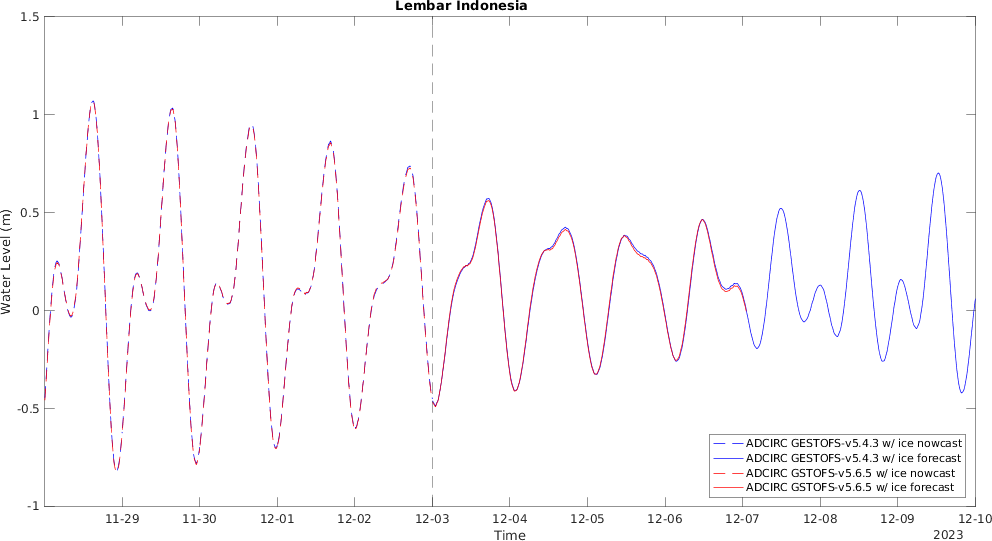 Lembar Indonesia
1.5
1
0.5
0
-0.5
-1
Water Level (m)
11-29
11-30
12-01
12-02
12-03
12-04
12-05
12-06
12-07
12-08
12-09
12-10
2023
Time
ADCIRC GESTOFS-v5.4.3 w/ ice nowcast
ADCIRC GESTOFS-v5.4.3 w/ ice forecast
ADCIRC GSTOFS-v5.6.5 w/ ice nowcast
ADCIRC GSTOFS-v5.6.5 w/ ice forecast